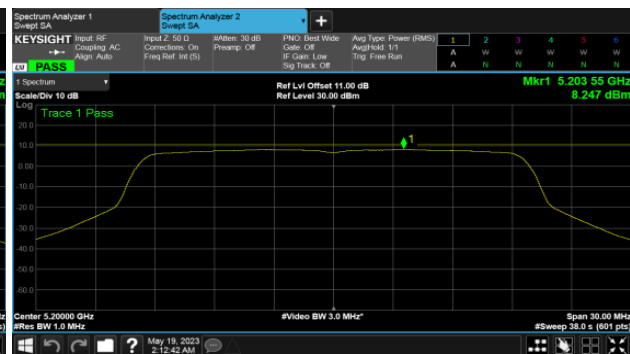 Spectrum Analyzer 1
Swept SA
Spectrum Analyzer 2
Swept SA
+
KEYSIGHT
Input: RF
Coupling: AC
Align: Auto
Input Z: 50 Ω
Corrections: On
Freq Ref: Int (S)
#Atten: 30 dB
Preamp: Off
PNO: Best Wide
Gate: Off
IF Gain: Low
Sig Track: Off
Avg Type: Power (RMS)
Avg|Hold: 1/1
Trig: Free Run
1 2 3 4 5 6
A W W W W W
A N N N N N
LXI PASS
1 Spectrum
Scale/Div 10 dB
Ref Lvl Offset 11.00 dB
Ref Level 30.00 dBm
Mkr1 5.203 55 GHz
8.247 dBm
Log
Trace 1 Pass
20.0
10.0
0.00
-10.0
-20.0
-30.0
-40.0
-50.0
-60.0
1
Center 5.20000 GHz
#Video BW 3.0 MHz*
Span 30.00 MHz
#Res BW 1.0 MHz
#Sweep 38.0 s (601 pts)
?
May 19, 2023
2:12:42 AM